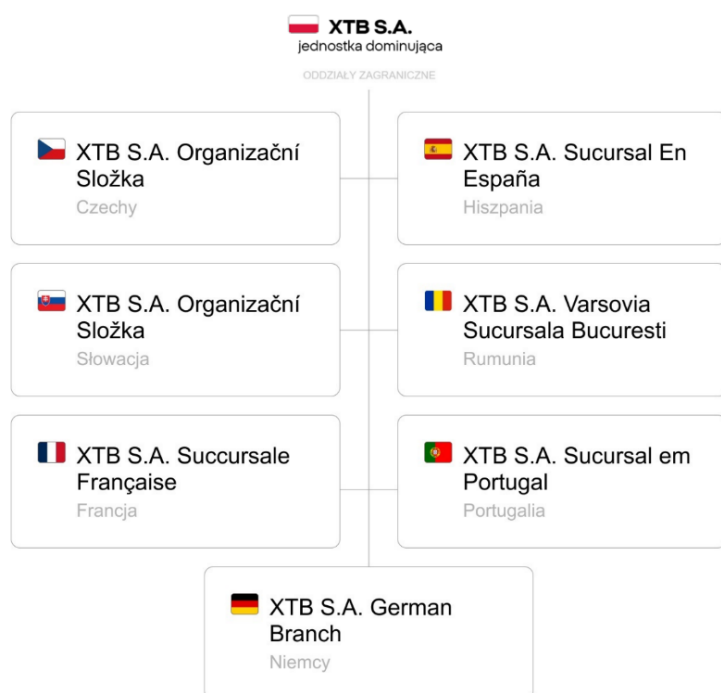 XTB S.A.
jednostka dominująca
ODDZIAŁY ZAGRANICZNE
XTB S.A. Organizační
Složka
Czechy
XTB S.A. Sucursal En
España
Hiszpania
XTB S.A. Organizační
Složka
Słowacja
XTB S.A. Varsovia
Sucursala Bucuresti
Rumunia
XTB S.A. Succursale
Française
Francja
XTB S.A. Sucursal em
Portugal
Portugalia
XTB S.A. German
Branch
Niemcy